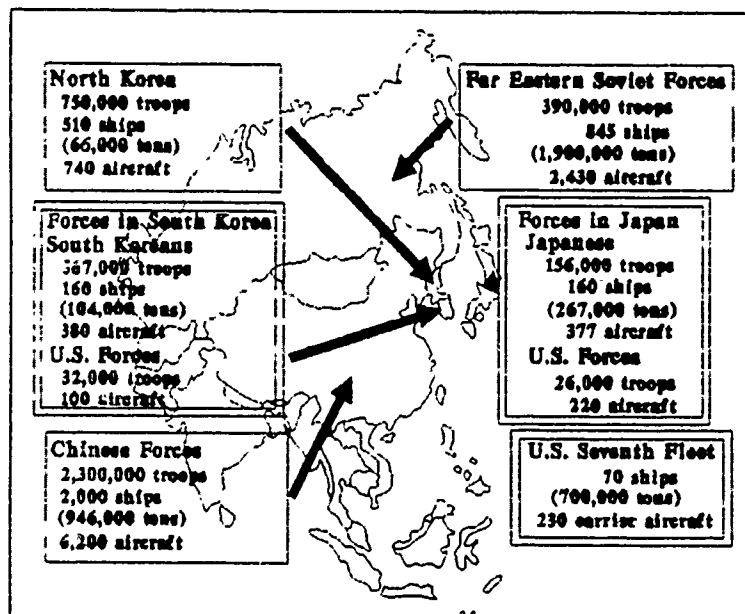 North Korea
750,000 troops
510 ships
(66,000 tons)
740 aircraft
Far Eastern Soviet Forces
390,000 troops
845 ships
(1,900,000 tons)
2,430 aircraft
Forces in South Korea
South Koreans
troops
160 ships
(104,000 tons)
380 aircraft
U.S. Forces
32,000 troops
100 aircraft
Forces in Japan
Japanese
156,000 troops
160 ships
(267,000 tons)
377 aircraft
U.S. Forces
26,000 troops
220 aircraft
Chinese Forces
2,300,000 troops
2,000 ships
(946,000 tons)
6,200 aircraft
U.S. Seventh Fleet
70 ships
(700,000 tons)
230 carrier aircraft